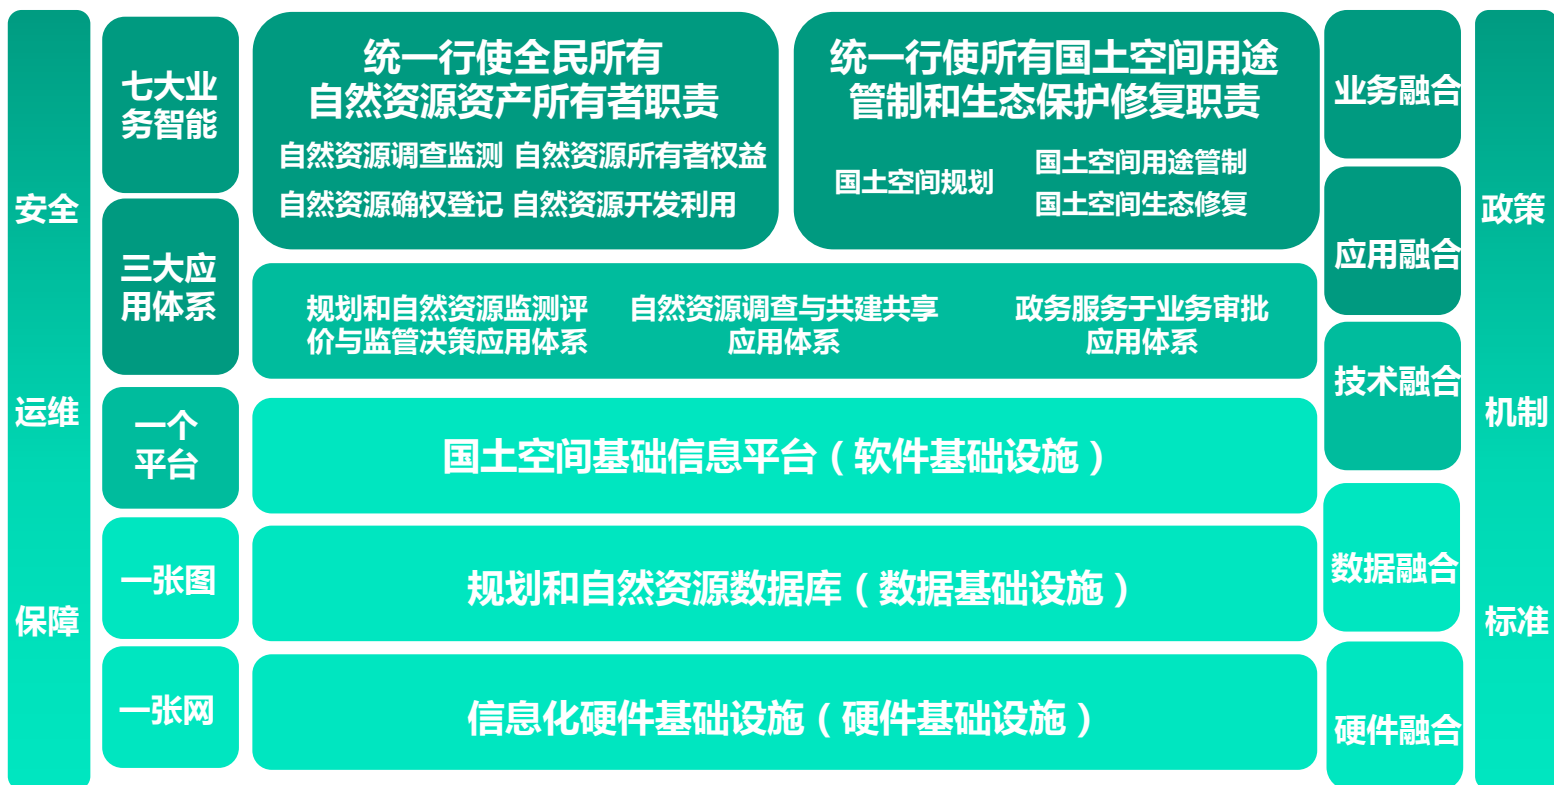 安全
运维
保障
七大业
务智能
三大应
用体系
一个
平台
一张图
一张网
统一行使全民所有
自然资源资产所有者职责
自然资源调查监测 自然资源所有者权益
自然资源确权登记 自然资源开发利用
统一行使所有国土空间用途
管制和生态保护修复职责
国土空间规划
国土空间用途管制
国土空间生态修复
规划和自然资源监测评
价与监管决策应用体系
自然资源调查与共建共享
应用体系
政务服务于业务审批
应用体系
国土空间基础信息平台（软件基础设施）
规划和自然资源数据库（数据基础设施）
信息化硬件基础设施（硬件基础设施）
业务融合
应用融合
技术融合
数据融合
硬件融合
政策
机制
标准